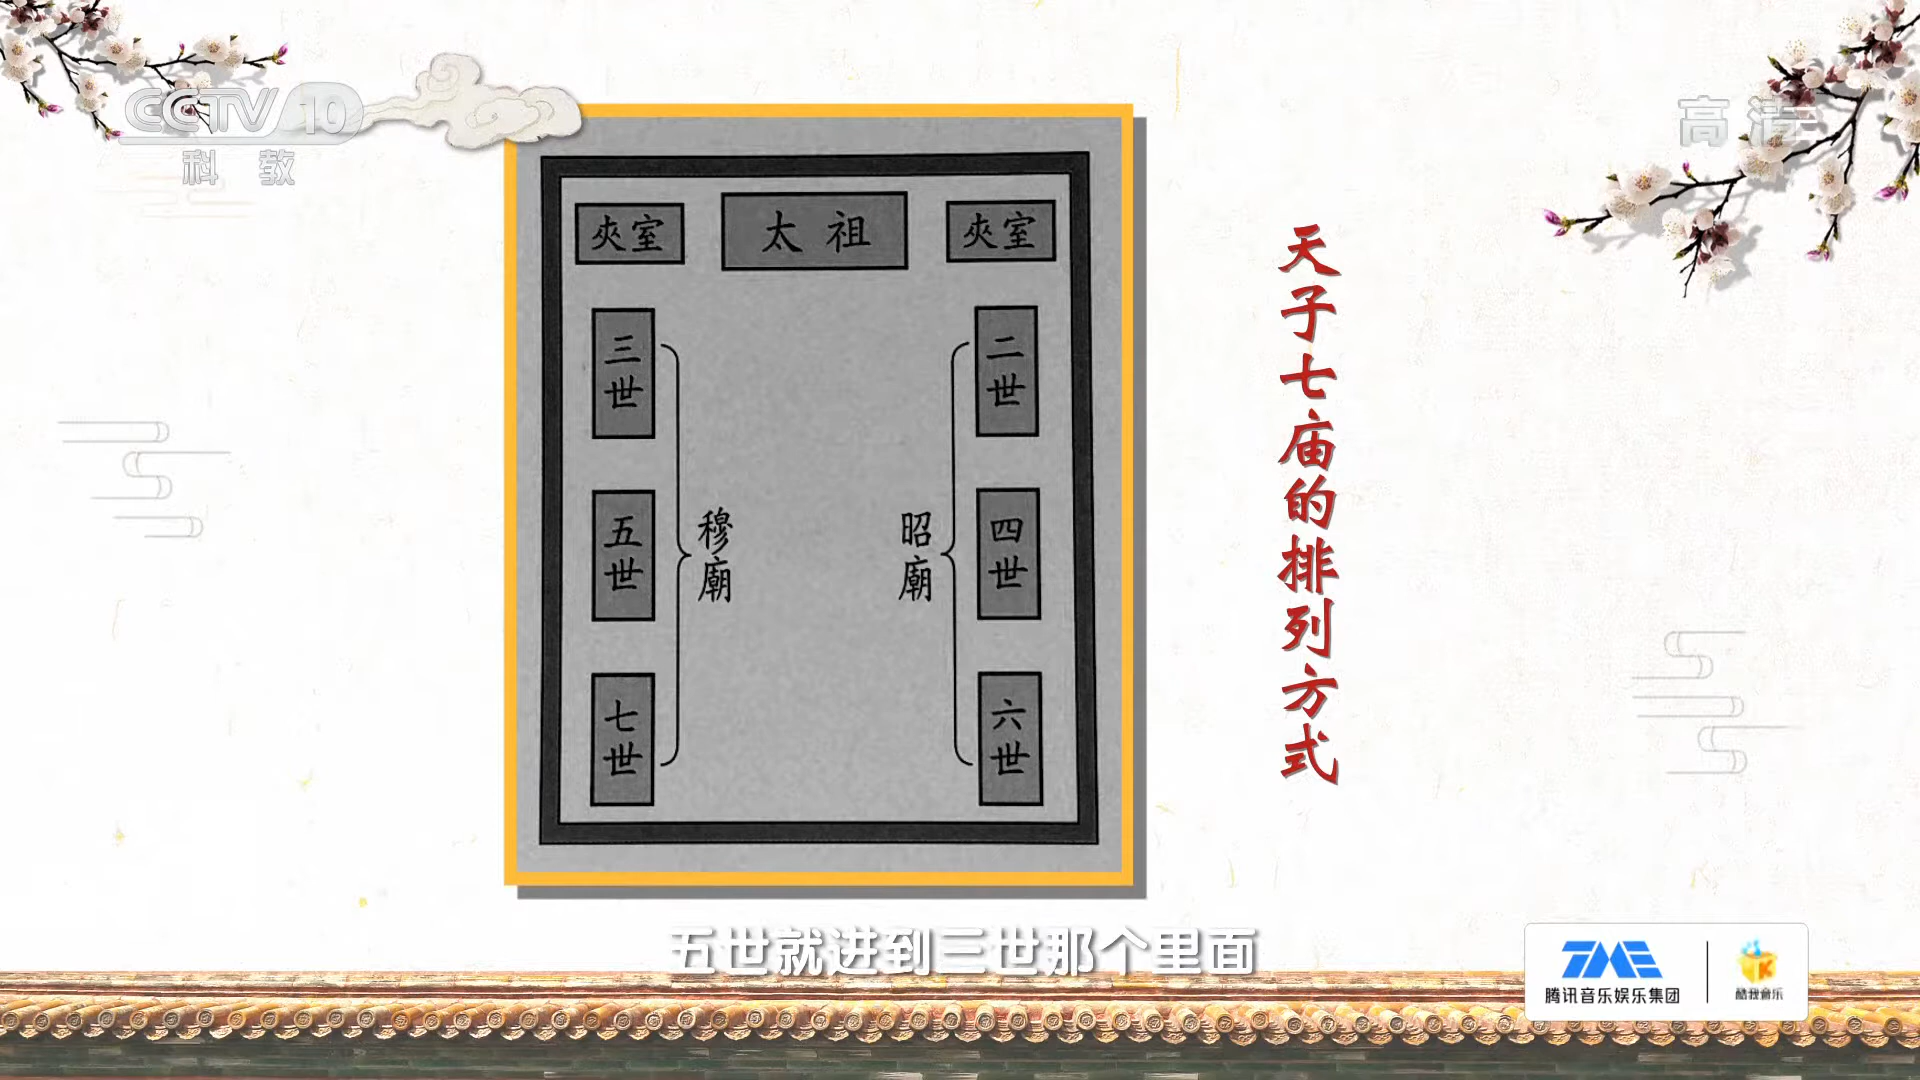 CCTV 10
科教
高清
夾室
太祖
夾室
三世
二世
五世
穆廟
昭廟
四世
七世
六世
天子七庙的排列方式
五世就进到三世那个里面
TME
腾讯音乐娱乐集团
K
酷我音乐